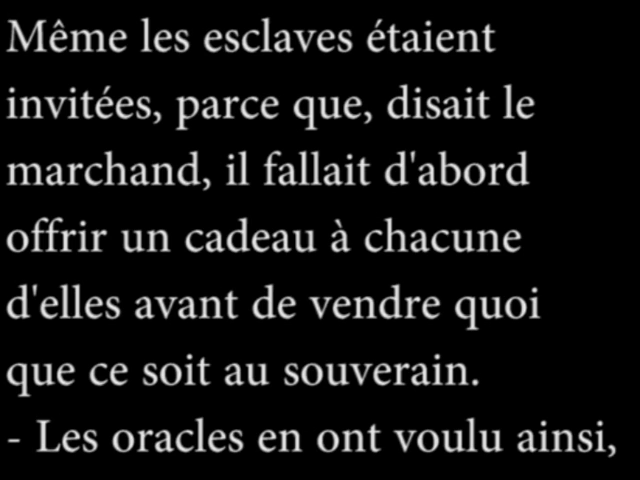 Même les esclaves étaient
invitées, parce que, disait le
marchand, il fallait d'abord
offrir un cadeau à chacune
d'elles avant de vendre quoi
que ce soit au souverain.
- Les oracles en ont voulu ainsi,